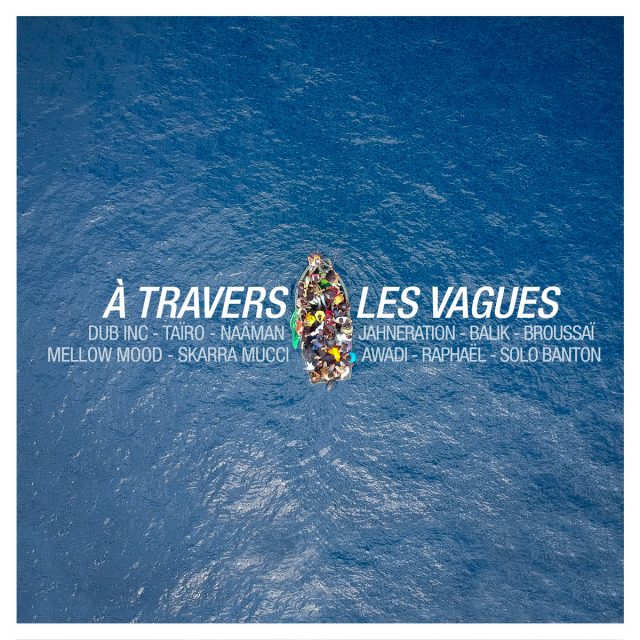 À TRAVERS LES VAGUES
DUB INC - TAÏRO - NAÂMAN JAHNERATION - BALIK - BROUSSAÏ
MELLOW MOOD - SKARRA MUCCI AWADI - RAPHAËL - SOLO BANTON